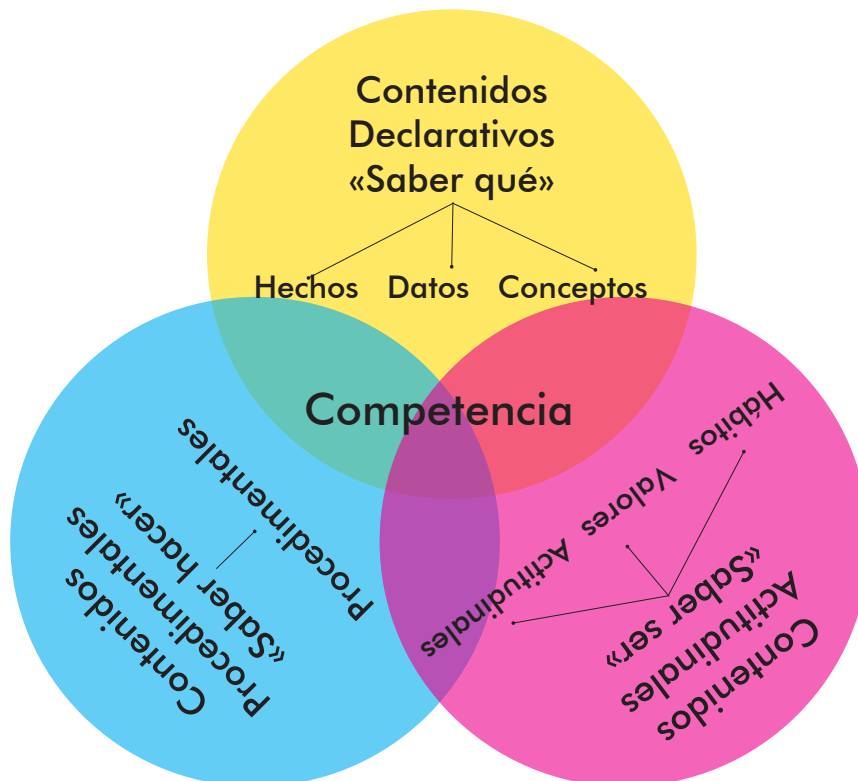 Contenidos
Declarativos
«Saber qué»
Hechos Datos Conceptos
Competencia
Procedimentales
Contenidos
Procedimentales
«Saber hacer»
Hábitos
Valores
Actitudinales
Contenidos
Actitudinales
«Saber ser»